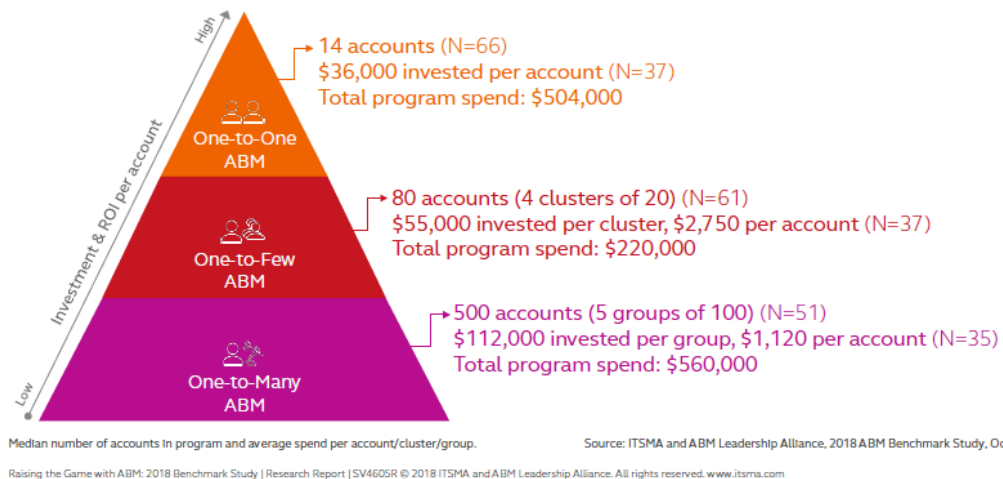 High
14 accounts (N=66)
$36,000 invested per account (N=37)
Total program spend: $504,000
One-to-One
ABM
Investment & ROI per account
80 accounts (4 clusters of 20) (N=61)
$55,000 invested per cluster, $2,750 per account (N=37)
Total program spend: $220,000
One-to-Few
ABM
500 accounts (5 groups of 100) (N=51)
$112,000 invested per group, $1,120 per account (N=35)
Total program spend: $560,000
One-to-Many
ABM
Low
Median number of accounts in program and average spend per account/cluster/group.
Source: ITSMA and ABM Leadership Alliance, 2018 ABM Benchmark Study, Oc
Raising the Game with ABM: 2018 Benchmark Study | Research Report | SV4605R © 2018 ITSMA and ABM Leadership Alliance. All rights reserved. www.itsma.com